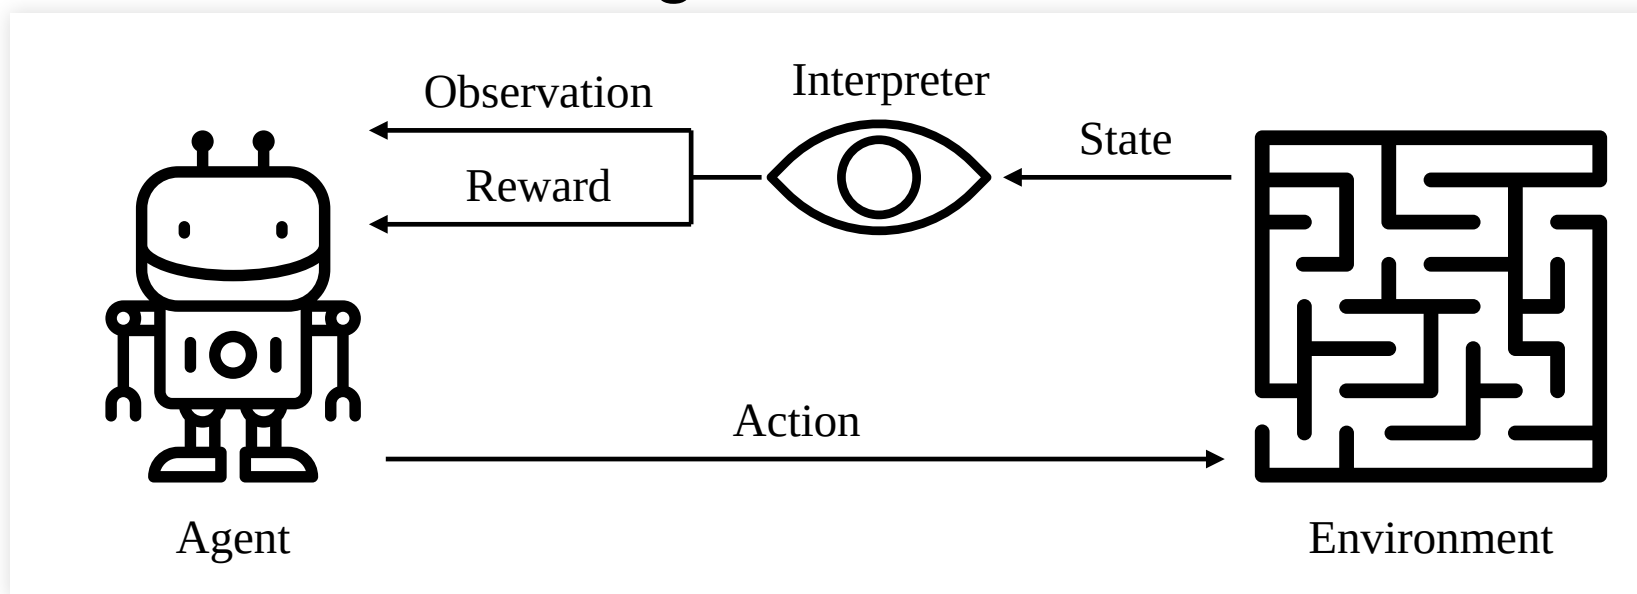 Interpreter
Observation
State
Reward
Action
Agent
Environment